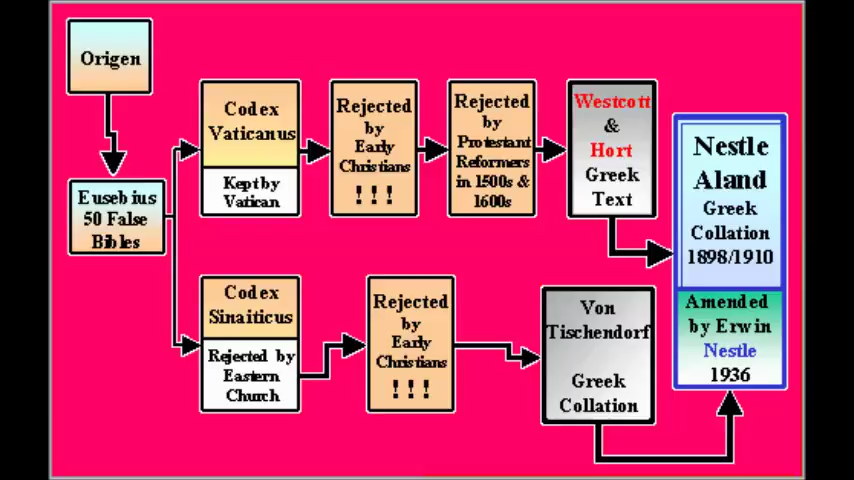 Origen
Eusebius
50 False
Bibles
Codex
Vaticanus
Kept by
Vatican
Rejected
by
Early
Christians
! ! !
Rejected
by
Protestant
Reformers
in 1500s &
1600s
Westcott
&
Hort
Greek
Text
Nestle
Aland
Greek
Collation
1898/1910
Amended
by Erwin
Nestle
1936
Codex
Sinaiticus
Rejected by
Eastern
Church
Rejected
by
Early
Christians
! ! !
Von
Tischendorf
Greek
Collation